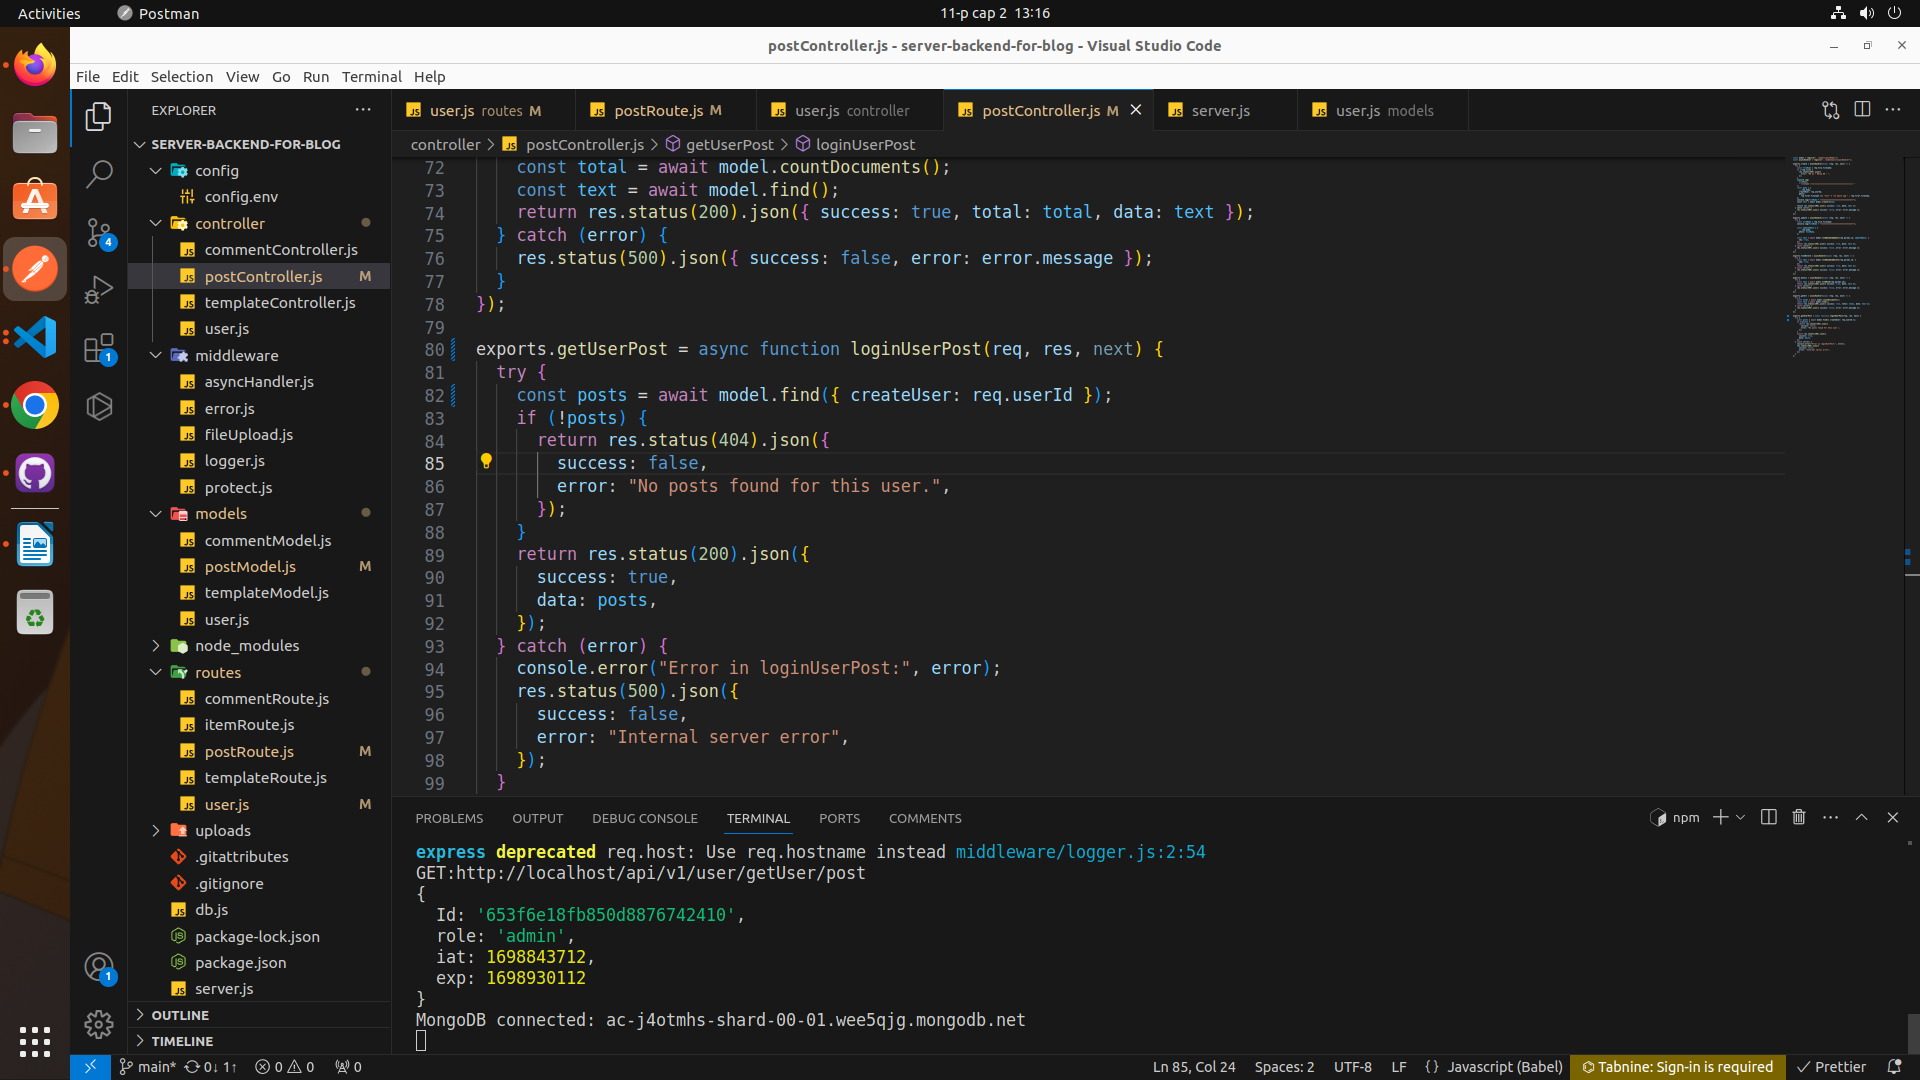 Activities
Postman
11-р сар 2 13:16
postController.js - server-backend-for-blog - Visual Studio Code
File Edit Selection View Go Run Terminal Help
EXPLORER
user.js routes M
postRoute.js M
user.js controller
postController.js M
server.js
user.js models
controller > postController.js > getUserPost > loginUserPost
SERVER-BACKEND-FOR-BLOG
config
config.env
controller
commentController.js
postController.js M
templateController.js
user.js
middleware
asyncHandler.js
error.js
fileUpload.js
logger.js
protect.js
models
commentModel.js
postModel.js M
templateModel.js
user.js
node_modules
routes
commentRoute.js
itemRoute.js
postRoute.js M
templateRoute.js
user.js M
uploads
.gitattributes
.gitignore
db.js
package-lock.json
package.json
server.js
OUTLINE
TIMELINE
4
1
1
72 const total = await model.countDocuments();
73 const text = await model.find();
74 return res.status(200).json({ success: true, total: total, data: text });
75 } catch (error) {
76 res.status(500).json({ success: false, error: error.message });
77 }
78 });
79
80 exports.getUserPost = async function loginUserPost(req, res, next) {
81 try {
82 const posts = await model.find({ createUser: req.userId });
83 if (!posts) {
84 return res.status(404).json({
85 success: false,
86 error: "No posts found for this user.",
87 });
88 }
89 return res.status(200).json({
90 success: true,
91 data: posts,
92 });
93 } catch (error) {
94 console.error("Error in loginUserPost:", error);
95 res.status(500).json({
96 success: false,
97 error: "Internal server error",
98 });
99 }
PROBLEMS OUTPUT DEBUG CONSOLE TERMINAL PORTS COMMENTS
npm
express deprecated req.host: Use req.hostname instead middleware/logger.js:2:54
GET:http://localhost/api/v1/user/getUser/post
{
Id: '653f6e18fb850d8876742410',
role: 'admin',
iat: 1698843712,
exp: 1698930112
}
MongoDB connected: ac-j4otmhs-shard-00-01.wee5qjg.mongodb.net
main* 0↓ 1↑ 0 0 0
Ln 85, Col 24 Spaces: 2 UTF-8 LF {} Javascript (Babel) Tabnine: Sign-in is required Prettier